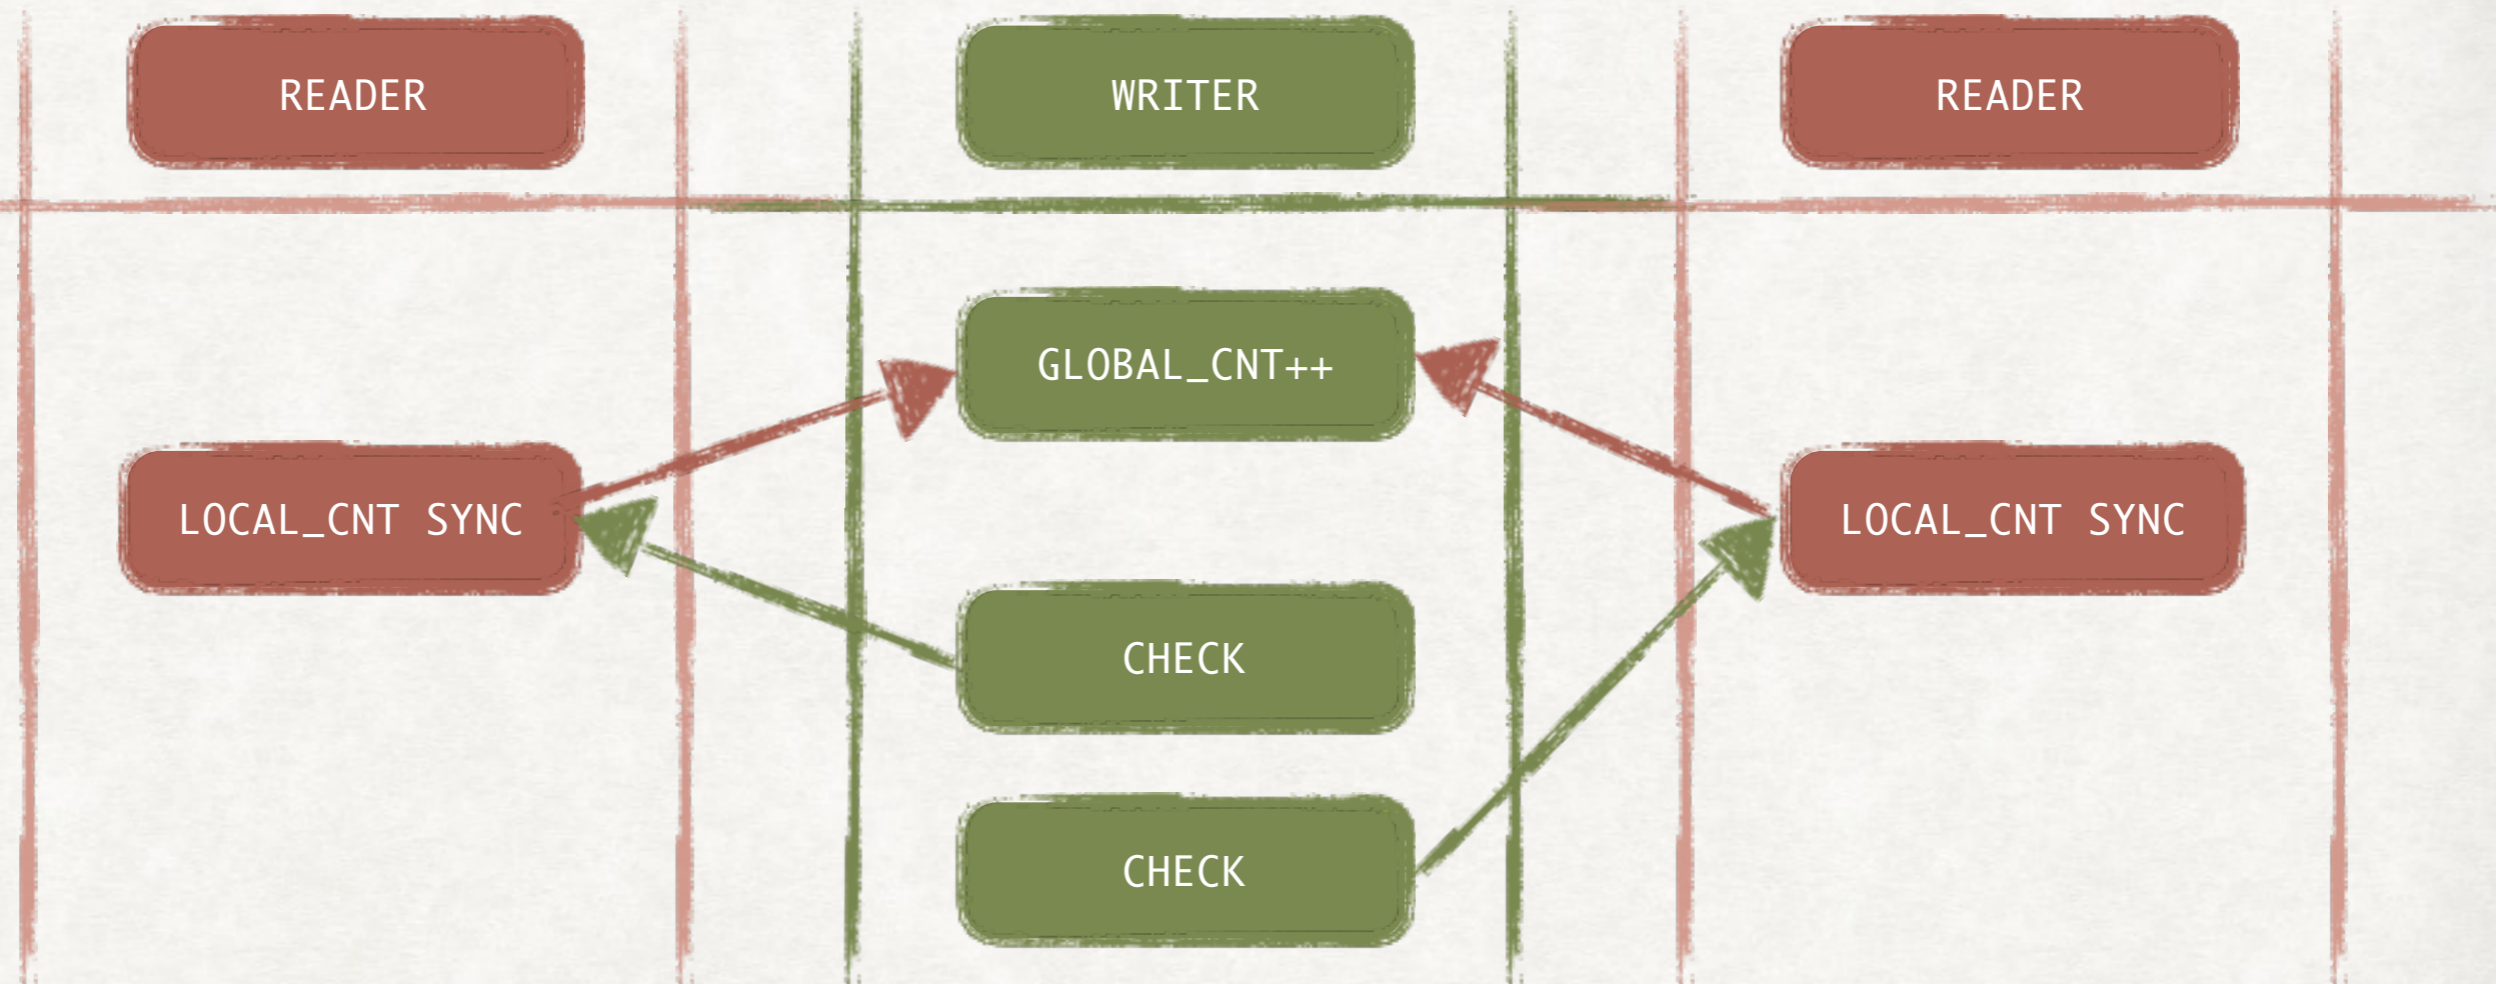 READER
WRITER
READER
GLOBAL_CNT++
LOCAL_CNT SYNC
LOCAL_CNT SYNC
CHECK
CHECK